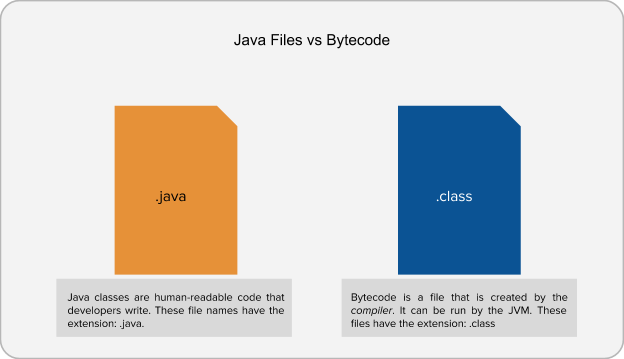 Java Files vs Bytecode
.java
.class
Java classes are human-readable code that
developers write. These file names have the
extension: .java.
Bytecode is a file that is created by the
compiler. It can be run by the JVM. These
files have the extension: .class